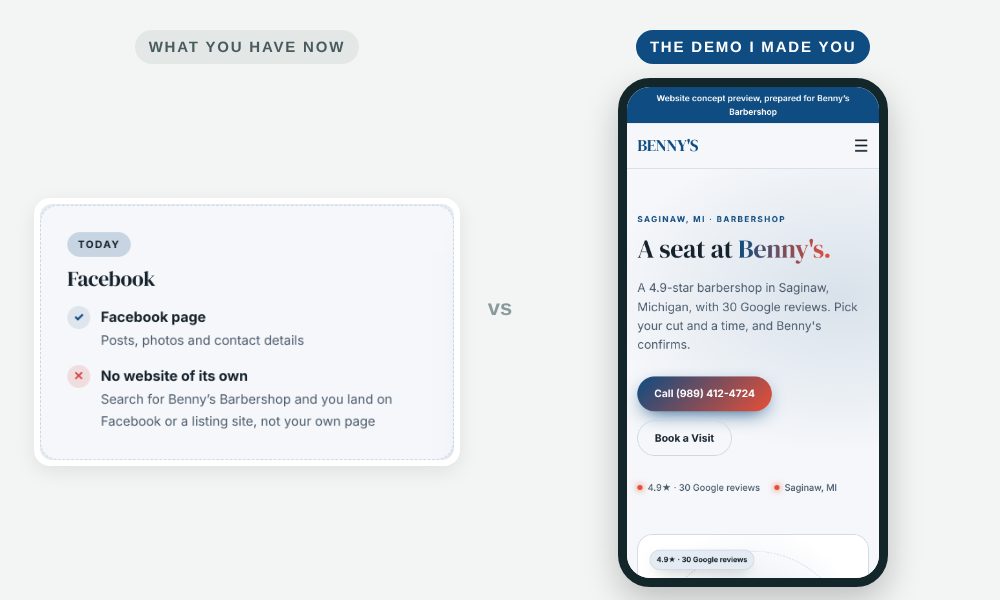 WHAT YOU HAVE NOW
TODAY
Facebook
Facebook page
Posts, photos and contact details
No website of its own
Search for Benny’s Barbershop and you land on
Facebook or a listing site, not your own page
vs
THE DEMO I MADE YOU
Website concept preview, prepared for Benny’s
Barbershop
BENNY'S
SAGINAW, MI · BARBERSHOP
A seat at Benny's.
A 4.9-star barbershop in Saginaw,
Michigan, with 30 Google reviews. Pick
your cut and a time, and Benny's
confirms.
Call (989) 412-4724
Book a Visit
4.9★ · 30 Google reviews
Saginaw, MI
4.9★ · 30 Google reviews